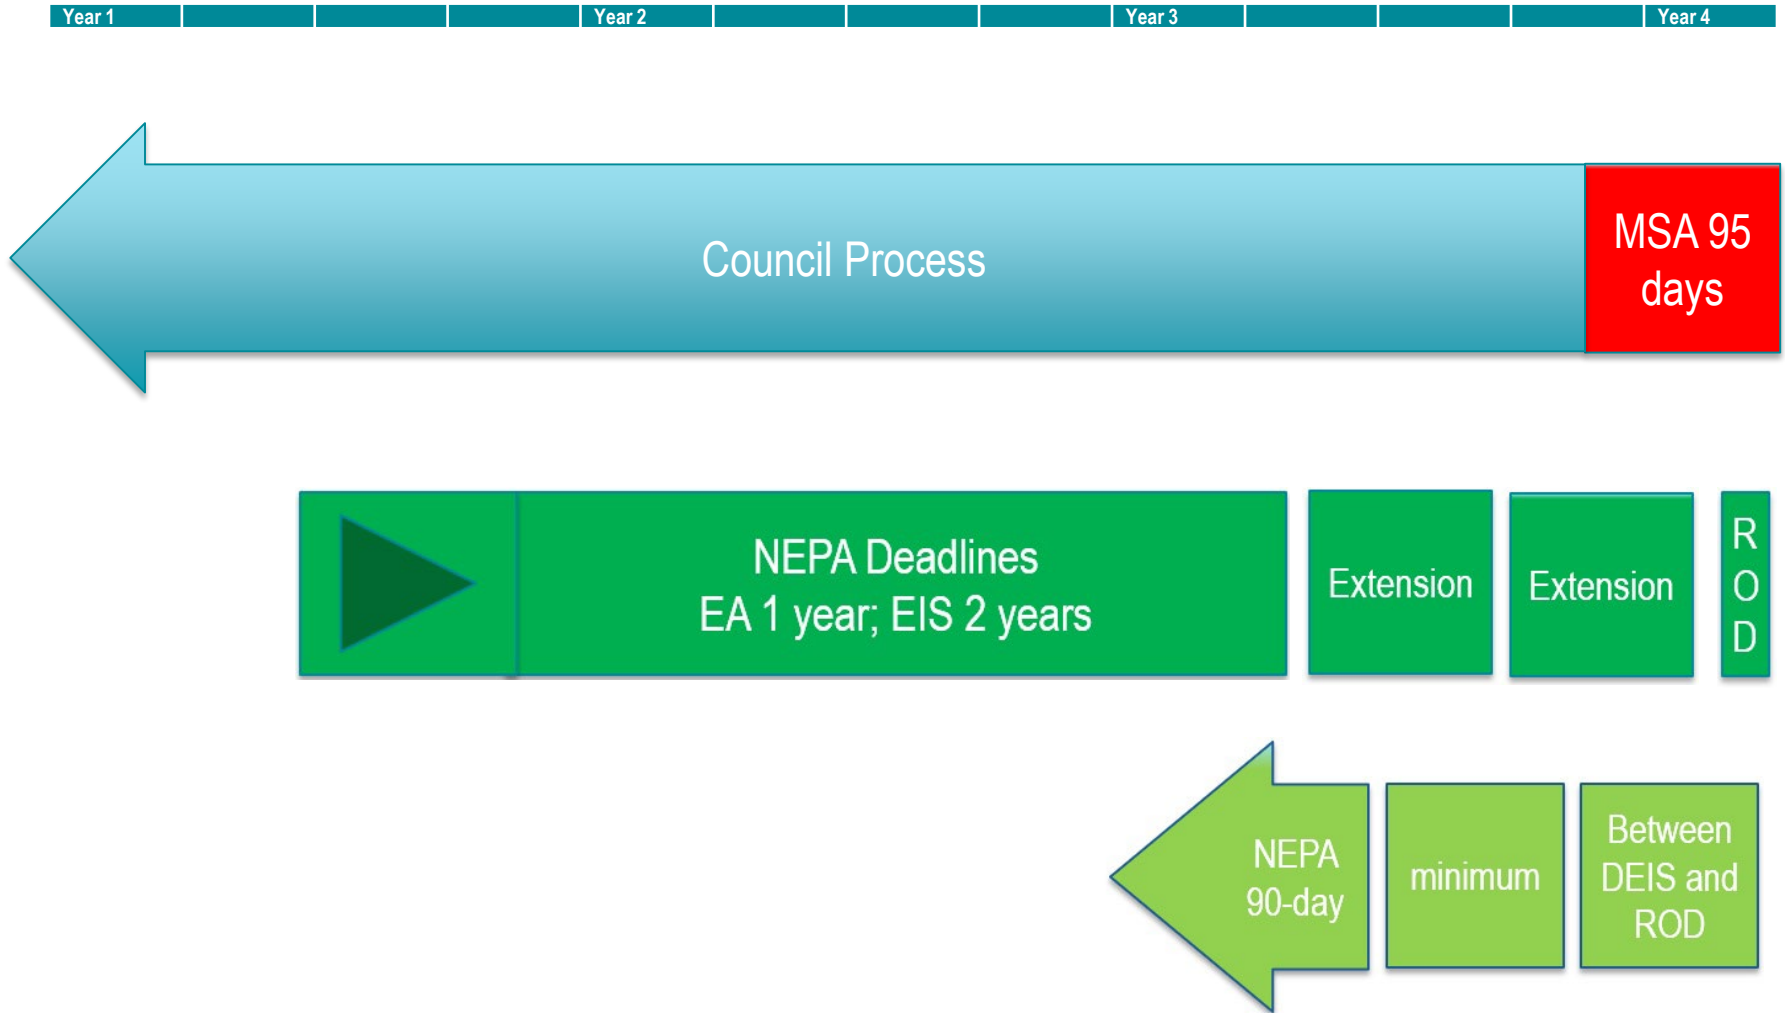 Year 1 Year 2 Year 3 Year 4
Council Process
MSA 95
days
NEPA Deadlines
EA 1 year; EIS 2 years
Extension
Extension
R
O
D
NEPA
90-day
minimum
Between
DEIS and
ROD